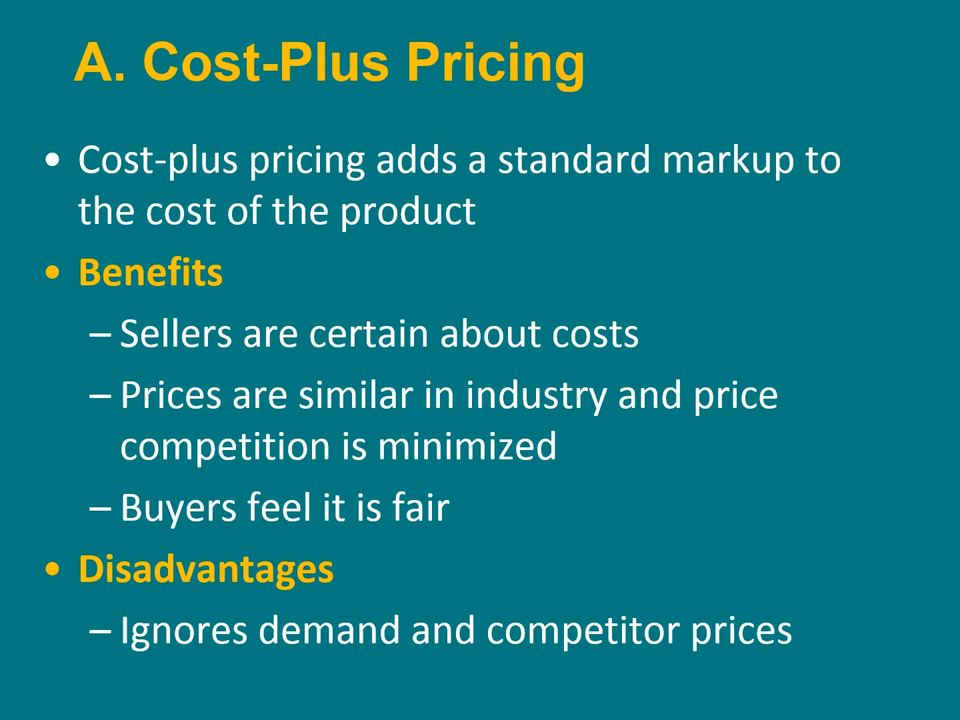 A. Cost-Plus Pricing
• Cost-plus pricing adds a standard markup to
the cost of the product
• Benefits
– Sellers are certain about costs
– Prices are similar in industry and price
competition is minimized
– Buyers feel it is fair
• Disadvantages
– Ignores demand and competitor prices